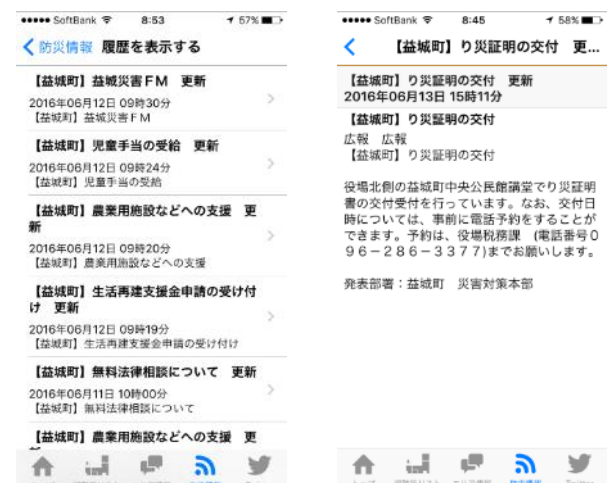 SoftBank 8:53 57%
防災情報 履歴を表示する
【益城町】益城災害ＦＭ　更新
2016年06月12日 09時30分
【益城町】益城災害ＦＭ
【益城町】児童手当の受給　更新
2016年06月12日 09時24分
【益城町】児童手当の受給
【益城町】農業用施設などへの支援　更
新
2016年06月12日 09時20分
【益城町】農業用施設などへの支援
【益城町】生活再建支援金申請の受け付
け　更新
2016年06月12日 09時19分
【益城町】生活再建支援金申請の受け付け
【益城町】無料法律相談について　更新
2016年06月11日 10時00分
【益城町】無料法律相談について
【益城町】農業用施設などへの支援　更
SoftBank 8:45 58%
【益城町】り災証明の交付　更...
【益城町】り災証明の交付　更新
2016年06月13日 15時11分
【益城町】り災証明の交付
広報　広報
【益城町】り災証明の交付
役場北側の益城町中央公民館講堂でり災証明
書の交付受付を行っています。なお、交付日
時については、事前に電話予約をすることが
できます。予約は、役場税務課　(電話番号０
９６－２８６－３３７７)までお願いします。
発表部署：益城町　災害対策本部